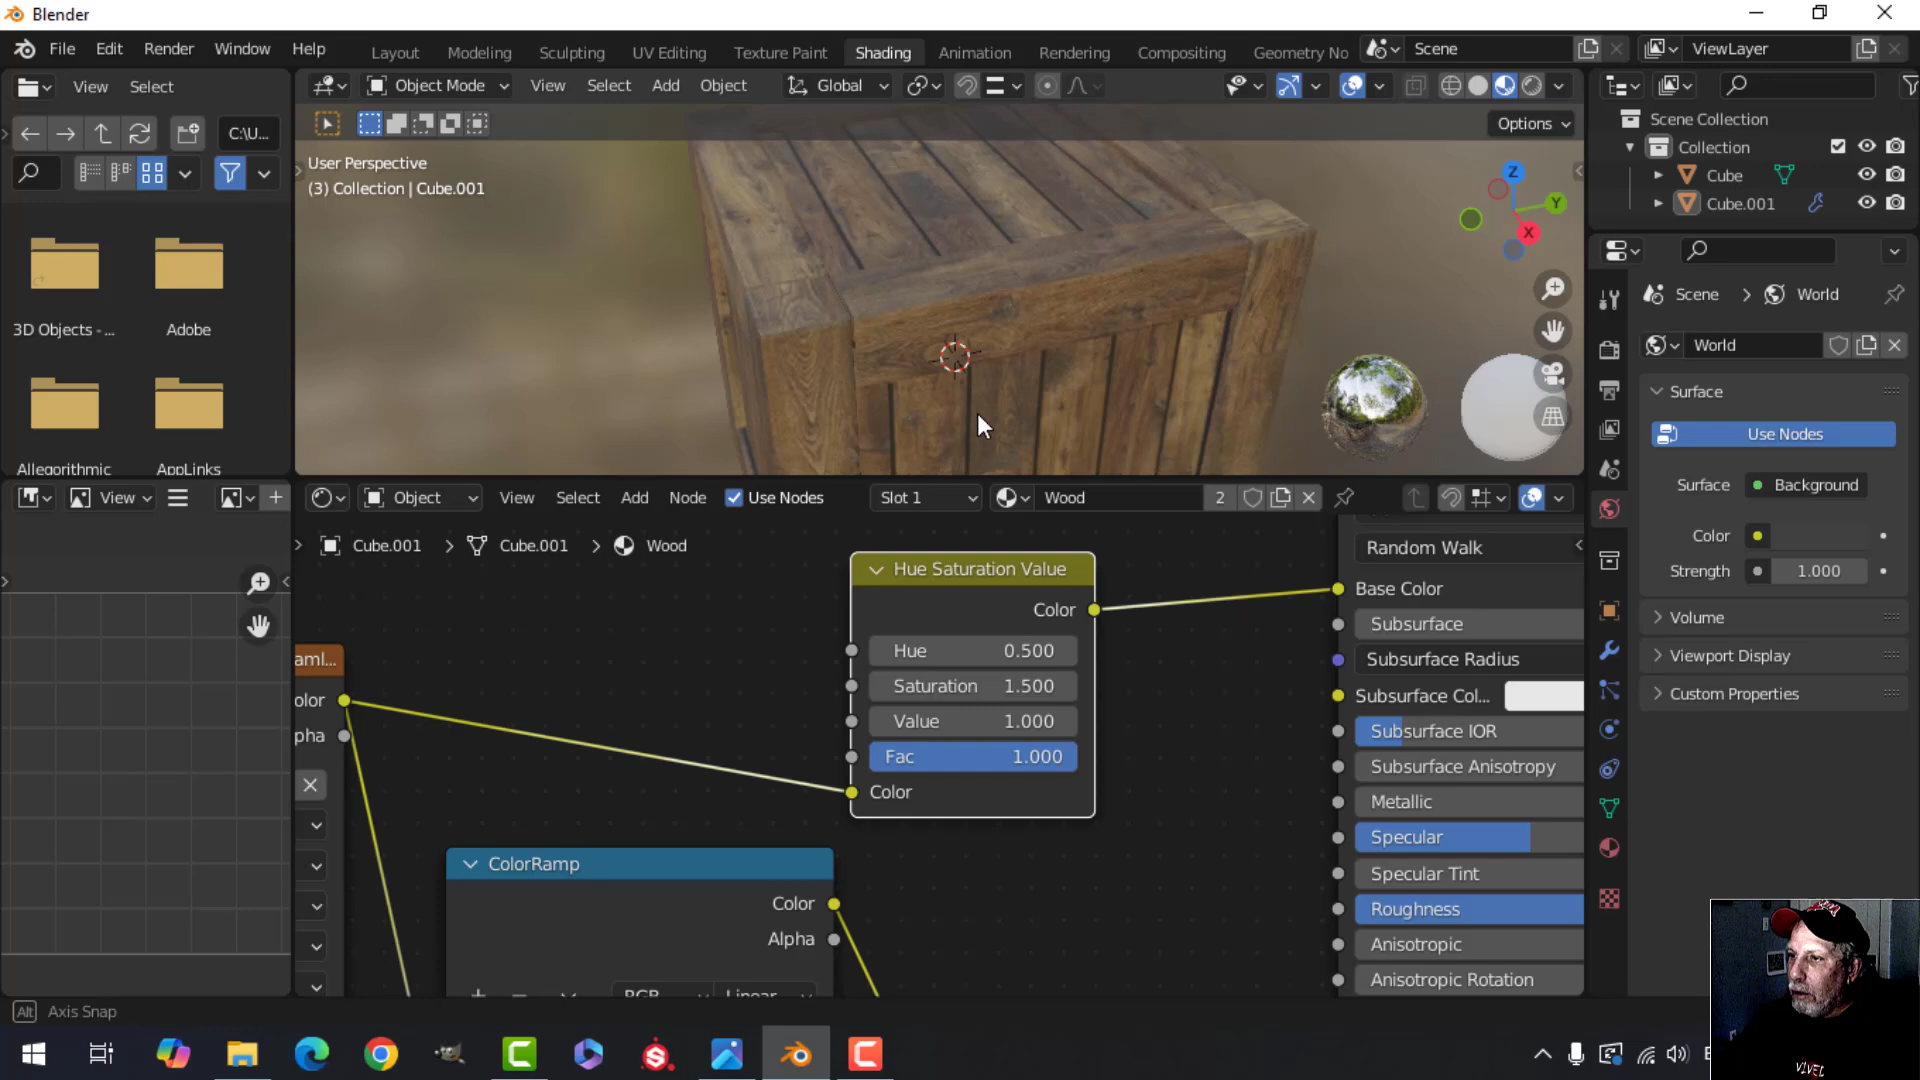 Blender
File Edit Render Window Help
Layout Modeling Sculpting UV Editing Texture Paint Shading Animation Rendering Compositing Geometry No
Scene
ViewLayer
View Select
Object Mode View Select Add Object Global
C:\U...
Options
User Perspective
(3) Collection | Cube.001
Z
Y
X
3D Objects - ...
Adobe
Allegorithmic
AppLinks
Scene Collection
Collection
Cube
Cube.001
Scene > World
World
Surface
Use Nodes
Surface Background
Color
Strength 1.000
Volume
Viewport Display
Custom Properties
View
Object View Select Add Node Use Nodes Slot 1 Wood 2
Cube.001 > Cube.001 > Wood
Hue Saturation Value
Color
Hue 0.500
Saturation 1.500
Value 1.000
Fac 1.000
Color
aml...
olor
pha
ColorRamp
Color
Alpha
RGB Linear
Random Walk
Base Color
Subsurface
Subsurface Radius
Subsurface Col...
Subsurface IOR
Subsurface Anisotropy
Metallic
Specular
Specular Tint
Roughness
Anisotropic
Anisotropic Rotation
Alt Axis Snap